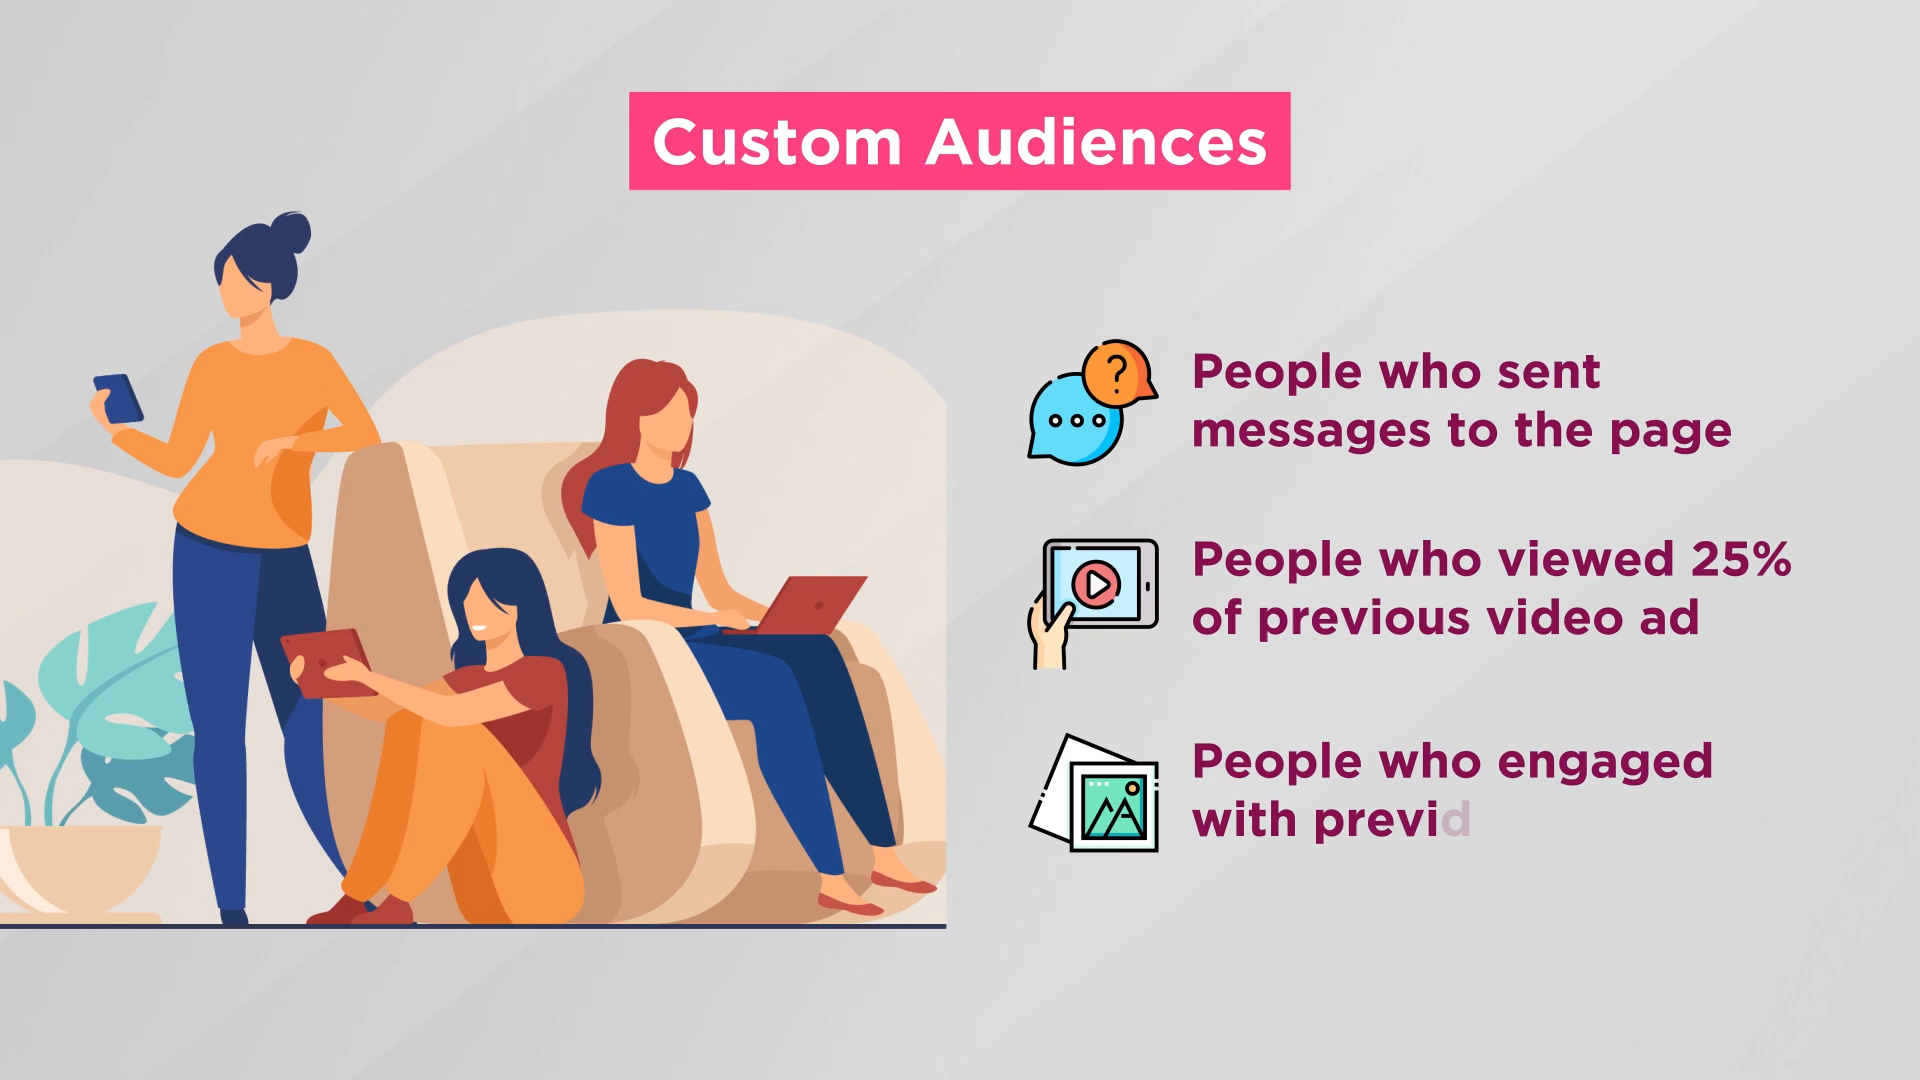 Custom Audiences
People who sent
messages to the page
People who viewed 25%
of previous video ad
People who engaged
with previd